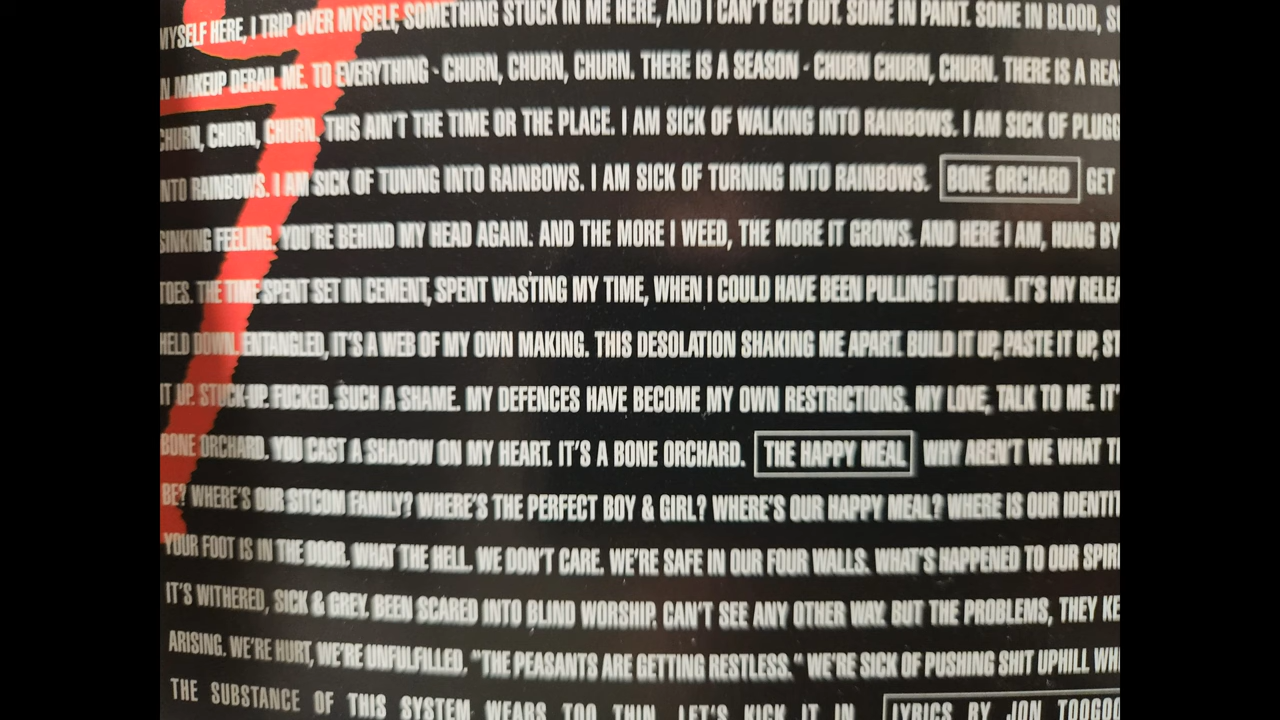 MYSELF HERE, I TRIP OVER MYSELF, SOMETHING STUCK IN ME HERE, AND I CAN'T GET OUT. SOME IN PAINT. SOME IN BLOOD, S
N MAKEUP DERAIL ME. TO EVERYTHING - CHURN, CHURN, CHURN. THERE IS A SEASON - CHURN CHURN, CHURN. THERE IS A REA
CHURN, CHURN, CHURN. THIS AIN'T THE TIME OR THE PLACE. I AM SICK OF WALKING INTO RAINBOWS. I AM SICK OF PLUGG
INTO RAINBOWS. I AM SICK OF TUNING INTO RAINBOWS. I AM SICK OF TURNING INTO RAINBOWS. BONE ORCHARD GET
SINKING FEELING. YOU'RE BEHIND MY HEAD AGAIN. AND THE MORE I WEED, THE MORE IT GROWS. AND HERE I AM, HUNG BY
TOES. THE TIME SPENT SET IN CEMENT, SPENT WASTING MY TIME, WHEN I COULD HAVE BEEN PULLING IT DOWN. IT'S MY RELEA
HELD DOWN, ENTANGLED, IT'S A WEB OF MY OWN MAKING. THIS DESOLATION SHAKING ME APART. BUILD IT UP, PASTE IT UP, ST
IT UP. STUCK-UP. FUCKED. SUCH A SHAME. MY DEFENCES HAVE BECOME MY OWN RESTRICTIONS. MY LOVE, TALK TO ME. IT'
BONE ORCHARD. YOU CAST A SHADOW ON MY HEART. IT'S A BONE ORCHARD. THE HAPPY MEAL WHY AREN'T WE WHAT T
BE? WHERE'S OUR SITCOM FAMILY? WHERE'S THE PERFECT BOY & GIRL? WHERE'S OUR HAPPY MEAL? WHERE IS OUR IDENTIT
YOUR FOOT IS IN THE DOOR. WHAT THE HELL. WE DON'T CARE. WE'RE SAFE IN OUR FOUR WALLS. WHAT'S HAPPENED TO OUR SPIR
IT'S WITHERED, SICK & GREY. BEEN SCARED INTO BLIND WORSHIP. CAN'T SEE ANY OTHER WAY. BUT THE PROBLEMS, THEY KE
ARISING. WE'RE HURT, WE'RE UNFULFILLED. "THE PEASANTS ARE GETTING RESTLESS." WE'RE SICK OF PUSHING SHIT UPHILL WH
THE SUBSTANCE OF THIS SYSTEM WEARS TOO THIN. LET'S KICK IT IN LYRICS BY JON TOOGOO